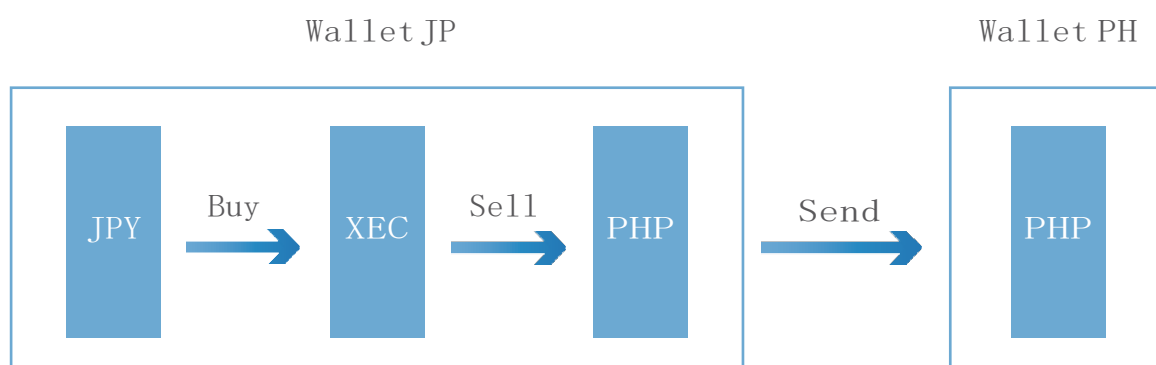 Wallet JP
Wallet PH
JPY
Buy
XEC
Sell
PHP
Send
PHP